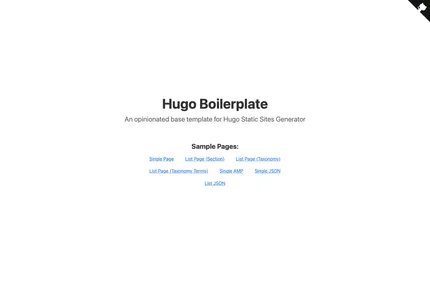 Hugo Boilerplate
An opinionated base template for Hugo Static Sites Generator
Sample Pages:
Single Page List Page (Section) List Page (Taxonomy)
List Page (Taxonomy Terms) Single AMP Single JSON
List JSON